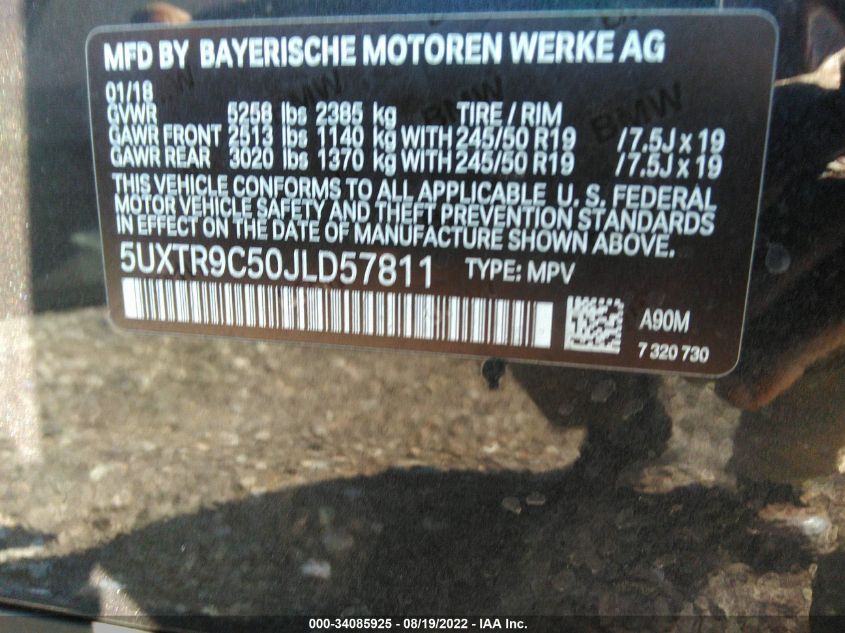 MFD BY BAYERISCHE MOTOREN WERKE AG
01/18
GVWR 5258 lbs 2385 kg TIRE / RIM
GAWR FRONT 2513 lbs 1140 kg WITH 245/50 R19 /7.5J x 19
GAWR REAR 3020 lbs 1370 kg WITH 245/50 R19 /7.5J x 19
THIS VEHICLE CONFORMS TO ALL APPLICABLE U. S. FEDERAL
MOTOR VEHICLE SAFETY AND THEFT PREVENTION STANDARDS
IN EFFECT ON THE DATE OF MANUFACTURE SHOWN ABOVE.
5UXTR9C50JLD57811 TYPE: MPV
A90M
7 320 730
BMW
000-34085925 - 08/19/2022 - IAA Inc.